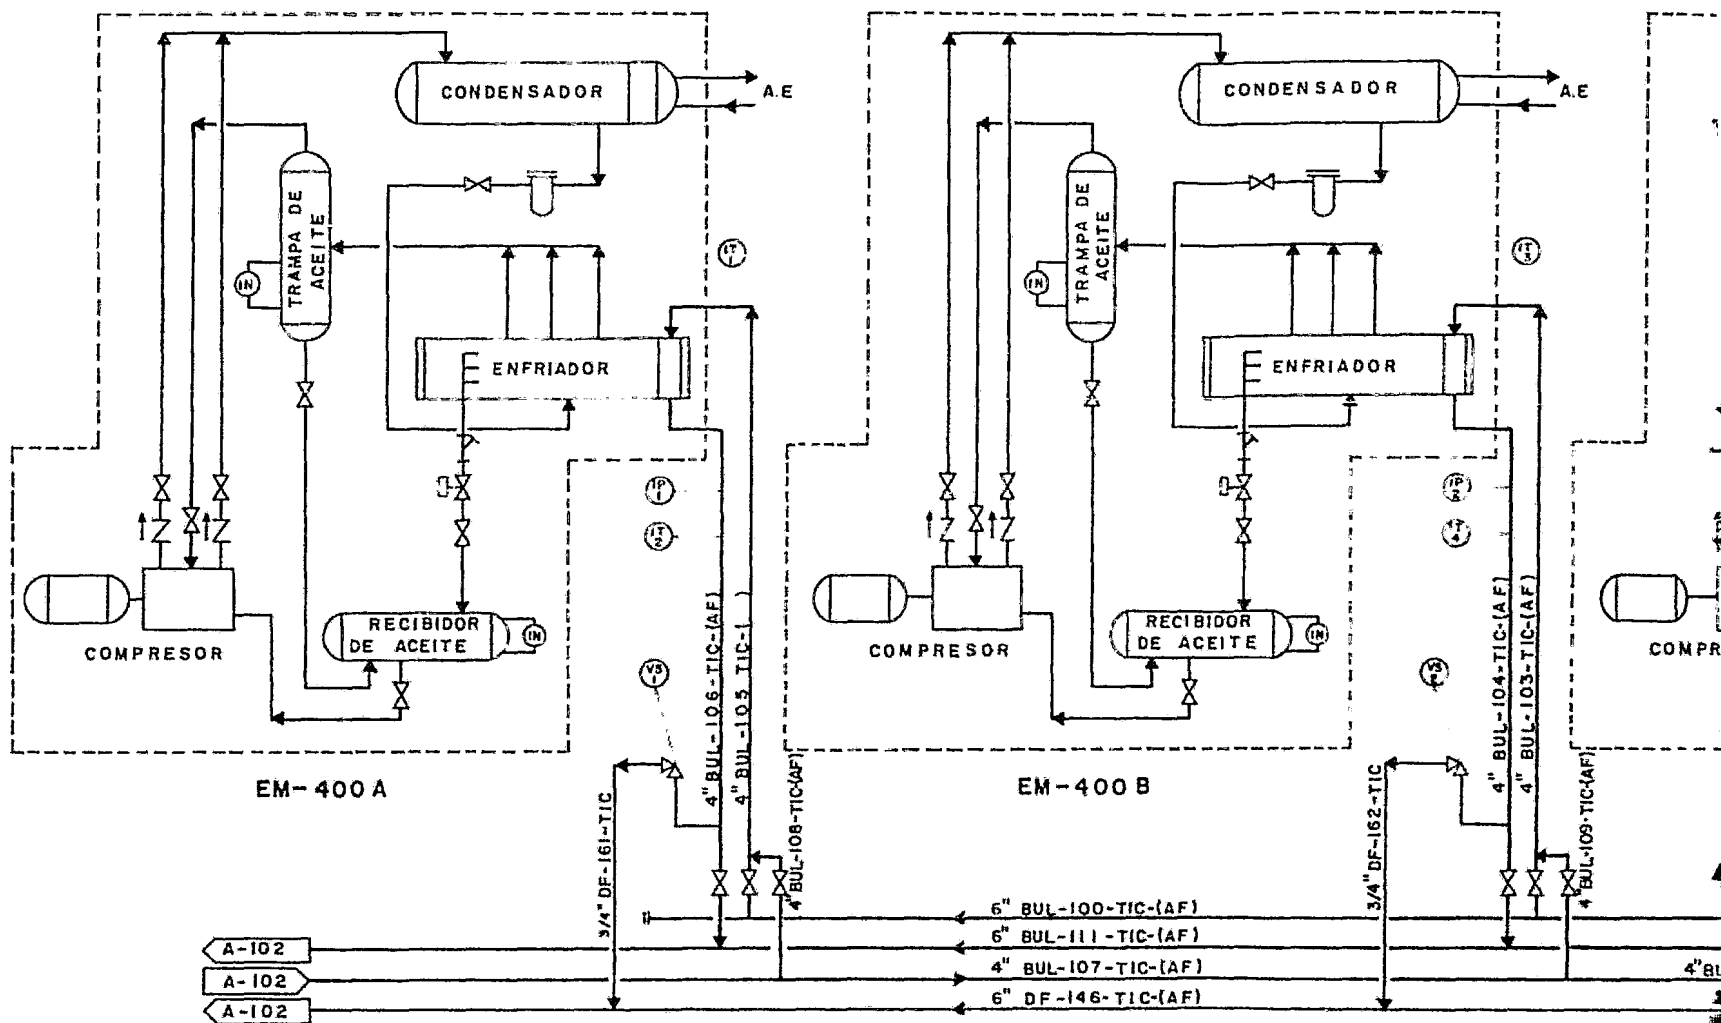 CONDENSADOR
A.E
TRAMPA DE
ACEITE
IN
IT
1
ENFRIADOR
IP
1
IT
2
RECIBIDOR
DE ACEITE
IN
COMPRESOR
VS
1
EM-400 A
4" BUL-106-TIC-(AF)
4" BUL-105 TIC-( )
4" BUL-108-TIC-(AF)
3/4" DF-161-TIC
CONDENSADOR
A.E
TRAMPA DE
ACEITE
IN
IT
3
ENFRIADOR
IP
2
IT
4
RECIBIDOR
DE ACEITE
IN
COMPRESOR
VS
2
EM-400 B
4" BUL-104-TIC-(AF)
4" BUL-103-TIC-(AF)
4" BUL-109-TIC-(AF)
3/4" DF-162-TIC
COMPR
6" BUL-100-TIC-(AF)
A-102
6" BUL-111-TIC-(AF)
A-102
4" BUL-107-TIC-(AF)
4" BU
A-102
6" DF-146-TIC-(AF)